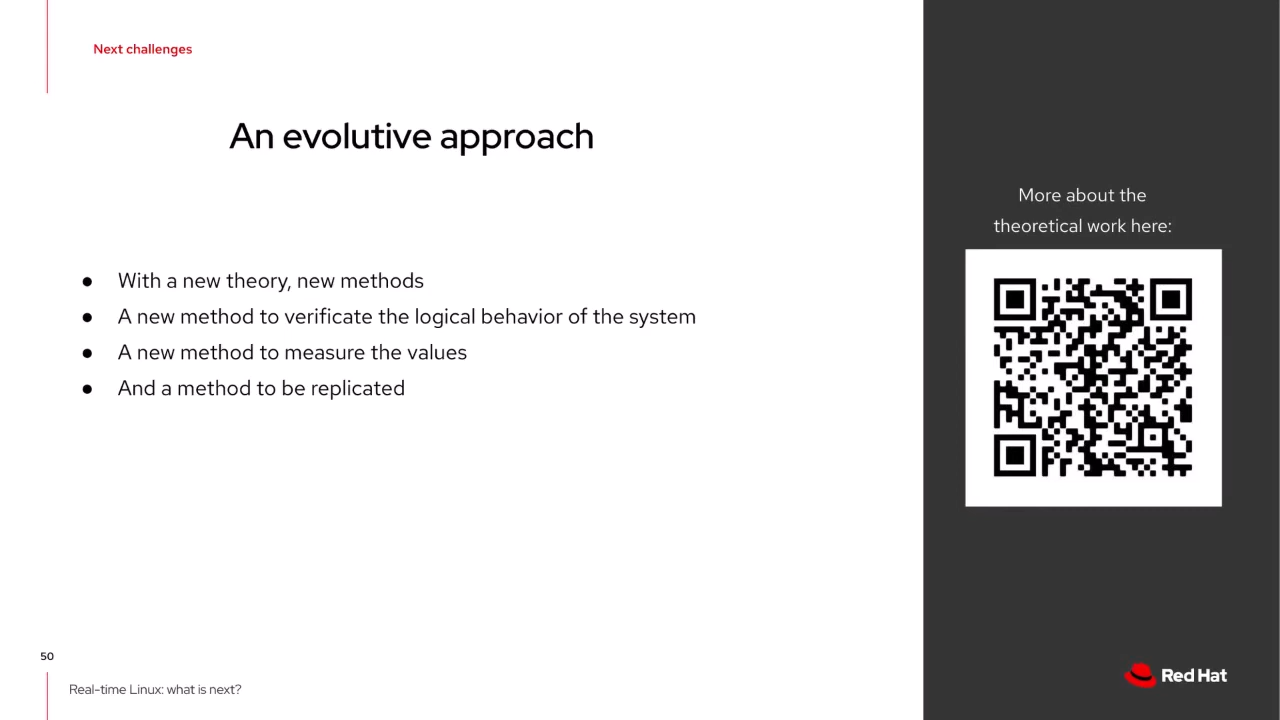 Next challenges
An evolutive approach
● With a new theory, new methods
● A new method to verificate the logical behavior of the system
● A new method to measure the values
● And a method to be replicated
More about the
theoretical work here:
50
Real-time Linux: what is next?
Red Hat